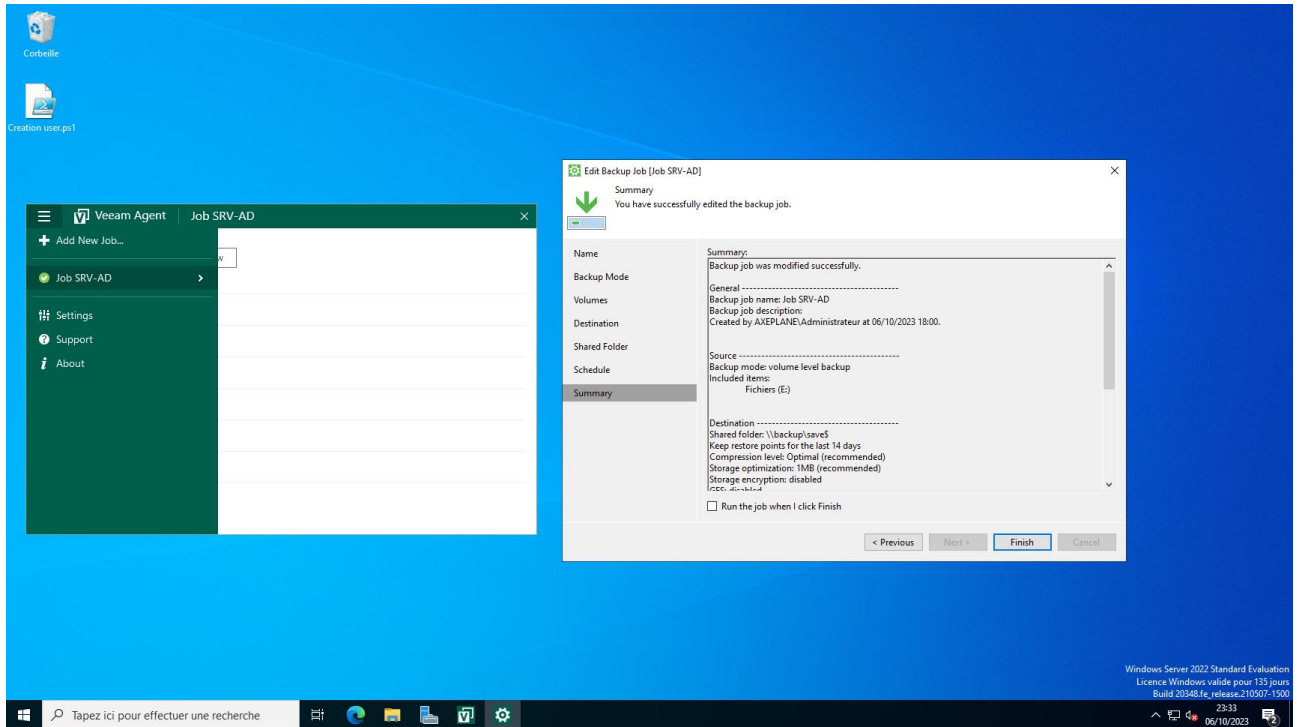 Corbeille
Creation user.ps1
Veeam Agent
Job SRV-AD
Add New Job...
Job SRV-AD
Settings
Support
About
Edit Backup Job [Job SRV-AD]
Summary
You have successfully edited the backup job.
Name
Backup Mode
Volumes
Destination
Shared Folder
Schedule
Summary
Summary:
Backup job was modified successfully.
General ------------------------------------------
Backup job name: Job SRV-AD
Backup job description:
Created by AXEPLANE\Administrateur at 06/10/2023 18:00.
Source -------------------------------------------
Backup mode: volume level backup
Included items:
Fichiers (E:)
Destination --------------------------------------
Shared folder: \\backup\save$
Keep restore points for the last 14 days
Compression level: Optimal (recommended)
Storage optimization: 1MB (recommended)
Storage encryption: disabled
GFS: disabled
Run the job when I click Finish
< Previous
Next >
Finish
Cancel
Windows Server 2022 Standard Evaluation
Licence Windows valide pour 135 jours
Build 20348.fe_release.210507-1500
Tapez ici pour effectuer une recherche
23:33
06/10/2023
2